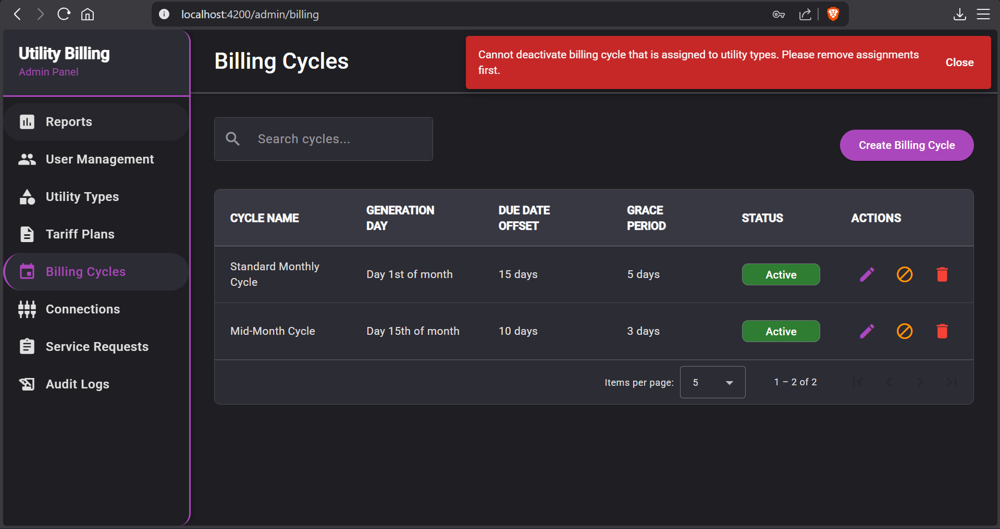 localhost:4200/admin/billing
Utility Billing
Admin Panel
Billing Cycles
Cannot deactivate billing cycle that is assigned to utility types. Please remove assignments
first.
Close
Reports
User Management
Utility Types
Tariff Plans
Billing Cycles
Connections
Service Requests
Audit Logs
Search cycles...
Create Billing Cycle
CYCLE NAME
GENERATION
DAY
DUE DATE
OFFSET
GRACE
PERIOD
STATUS
ACTIONS
Standard Monthly
Cycle
Day 1st of month
15 days
5 days
Active
Mid-Month Cycle
Day 15th of month
10 days
3 days
Active
Items per page:
5
1 – 2 of 2